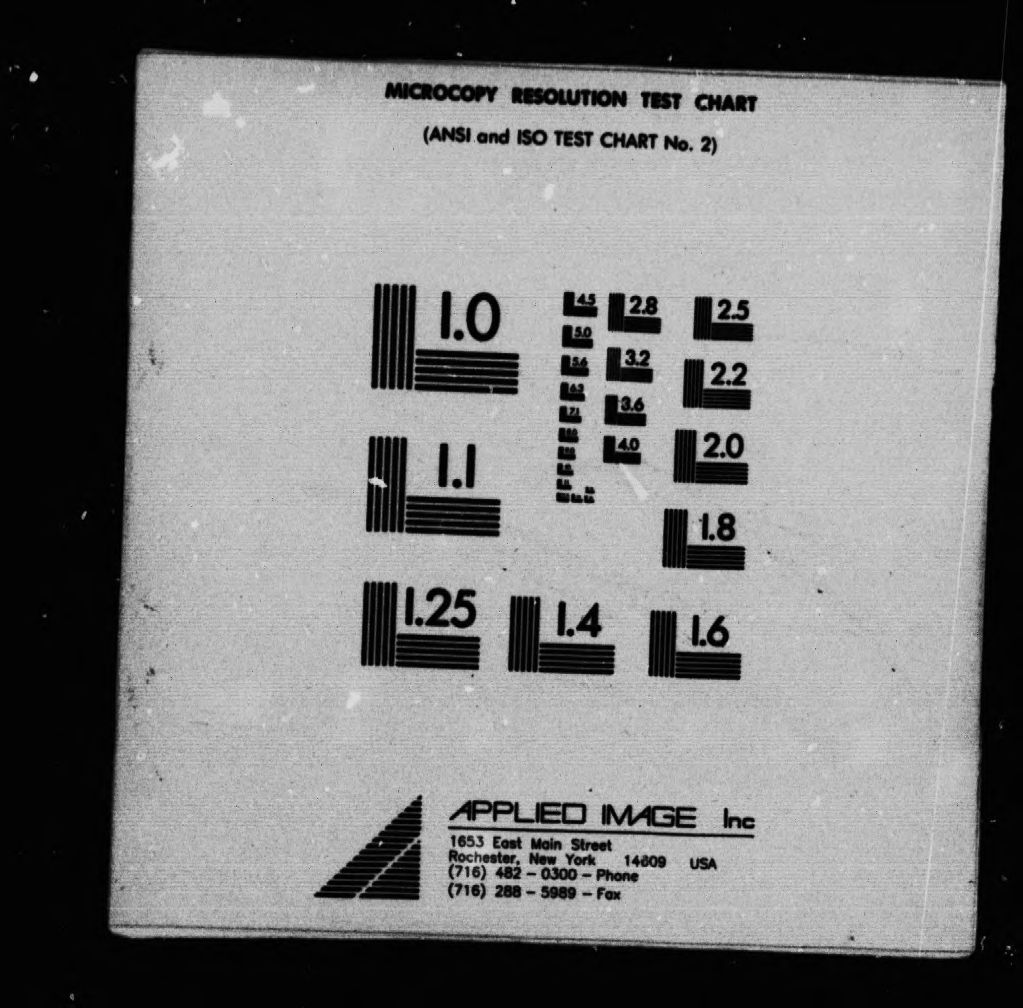 MICROCOPY RESOLUTION TEST CHART
(ANSI and ISO TEST CHART No. 2)
1.0
4.5
2.8
2.5
5.0
3.2
2.2
5.6
6.3
3.6
7.1
4.0
2.0
1.1
1.8
1.25
1.4
1.6
APPLIED IMAGE Inc
1653 East Main Street
Rochester, New York 14609 USA
(716) 482 - 0300 - Phone
(716) 288 - 5989 - Fax